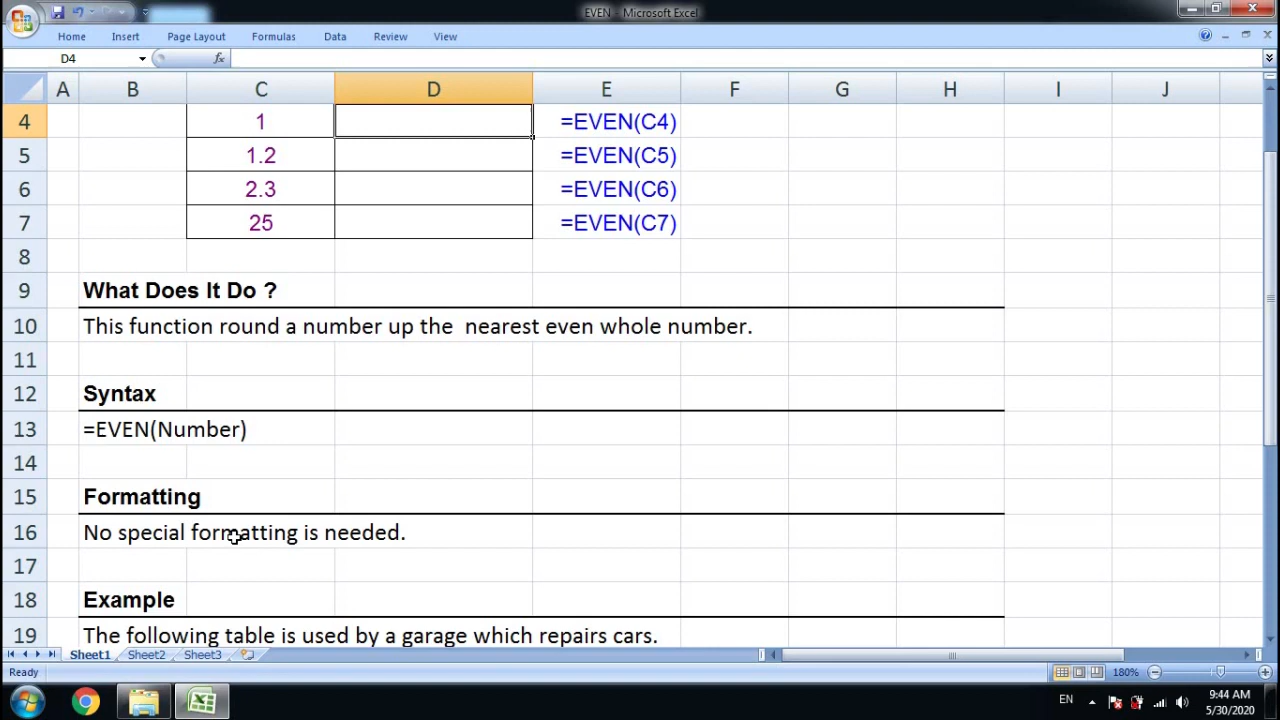 EVEN - Microsoft Excel
Home Insert Page Layout Formulas Data Review View
D4 fx
A B C D E F G H I J
4 1 =EVEN(C4)
5 1.2 =EVEN(C5)
6 2.3 =EVEN(C6)
7 25 =EVEN(C7)
8
9 What Does It Do ?
10 This function round a number up the  nearest even whole number.
11
12 Syntax
13 =EVEN(Number)
14
15 Formatting
16 No special formatting is needed.
17
18 Example
19 The following table is used by a garage which repairs cars.
Sheet1 Sheet2 Sheet3
Ready 180%
EN 9:44 AM
5/30/2020